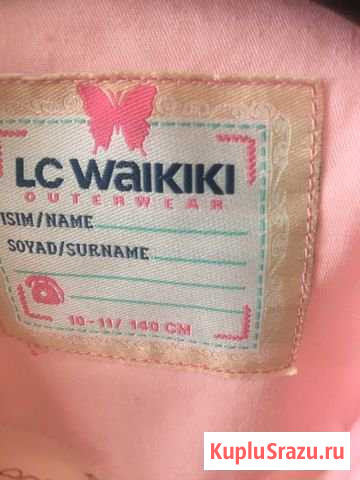 LC WAIKIKI
OUTERWEAR
ISIM/NAME
SOYAD/SURNAME
10-11/ 140 CM
KupluSrazu.ru